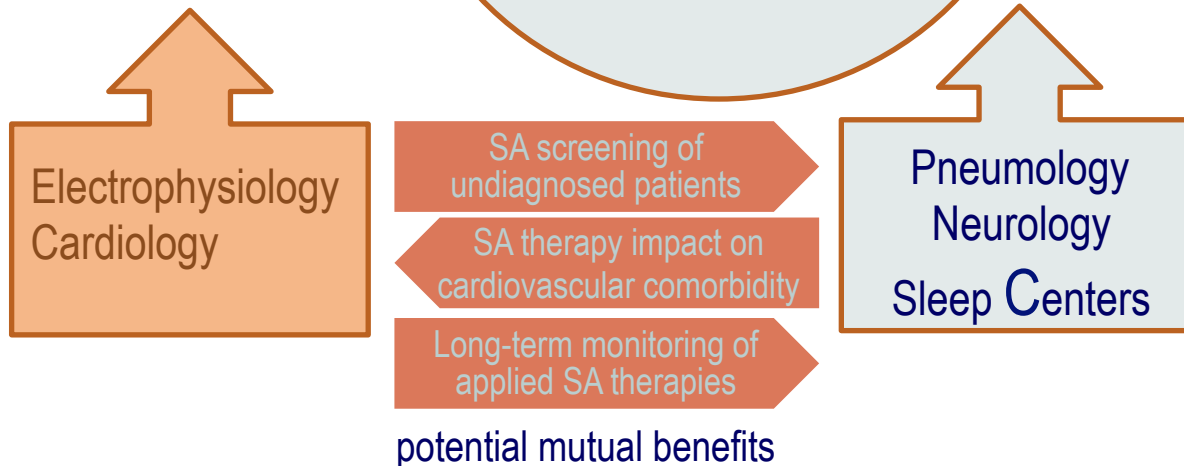 Electrophysiology
Cardiology
SA screening of
undiagnosed patients
SA therapy impact on
cardiovascular comorbidity
Long-term monitoring of
applied SA therapies
potential mutual benefits
Pneumology
Neurology
Sleep Centers